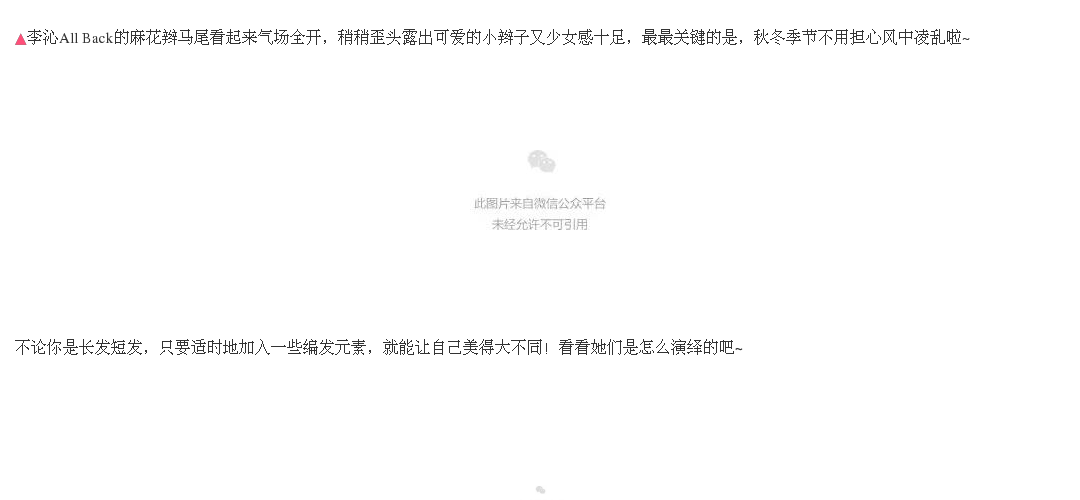 ▲李沁All Back的麻花辫马尾看起来气场全开，稍稍歪头露出可爱的小辫子又少女感十足，最最关键的是，秋冬季节不用担心风中凌乱啦~
此图片来自微信公众平台
未经允许不可引用
不论你是长发短发，只要适时地加入一些编发元素，就能让自己美得大不同！看看她们是怎么演绎的吧~